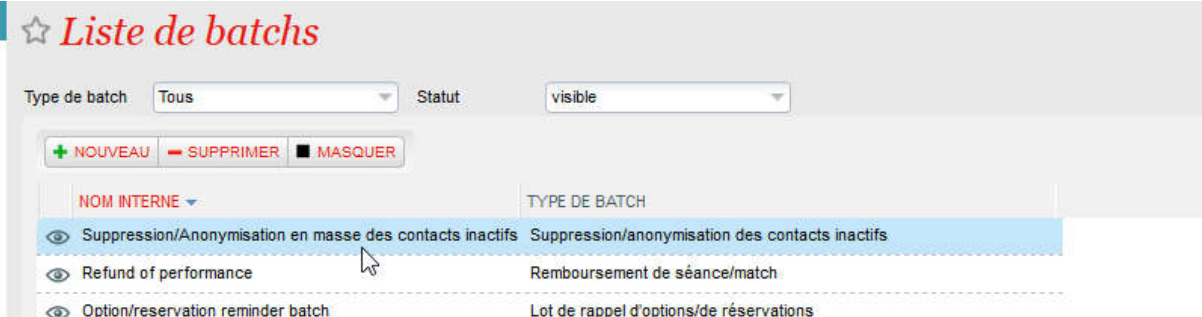 Liste de batchs
Type de batch Tous Statut visible
NOUVEAU SUPPRIMER MASQUER
NOM INTERNE TYPE DE BATCH
Suppression/Anonymisation en masse des contacts inactifs Suppression/anonymisation des contacts inactifs
Refund of performance Remboursement de séance/match
Option/reservation reminder batch Lot de rappel d'options/de réservations